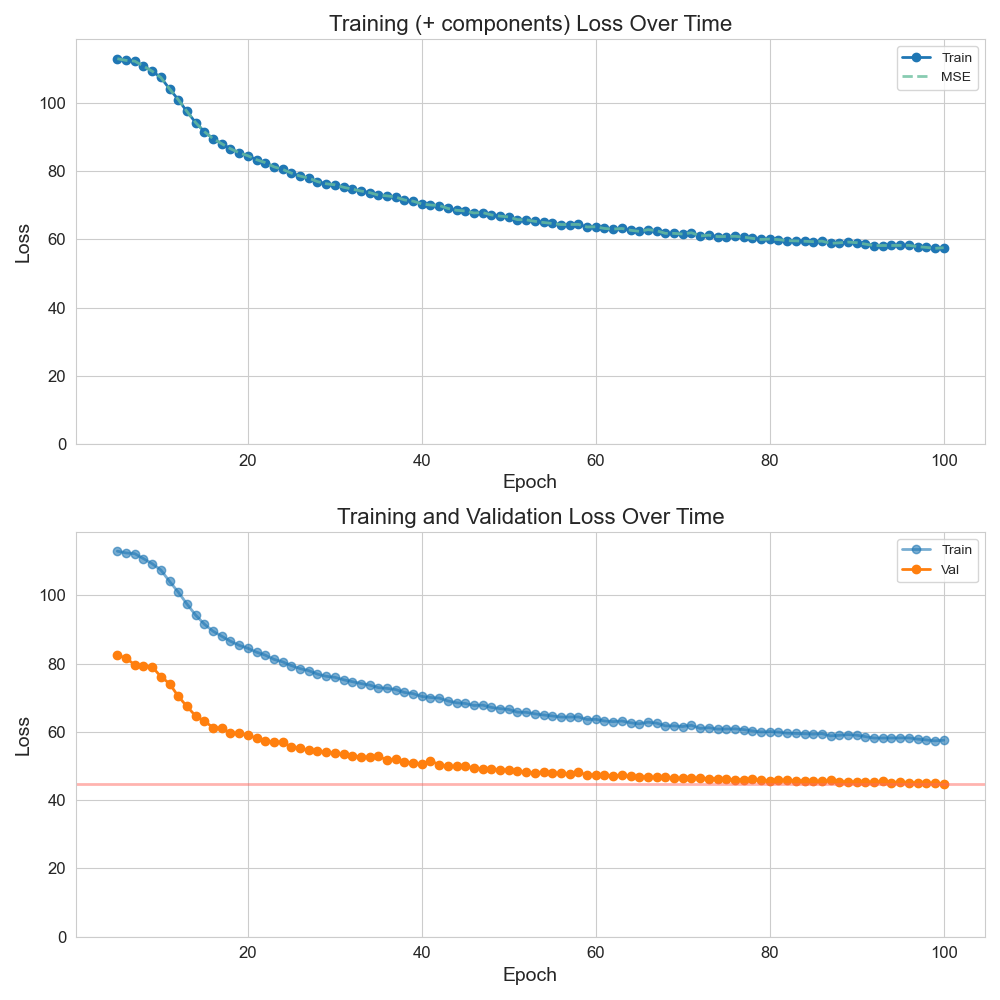 Training (+ components) Loss Over Time
Train
MSE
100
80
60
40
20
0
Loss
20 40 60 80 100
Epoch
Training and Validation Loss Over Time
Train
Val
100
80
60
40
20
0
Loss
20 40 60 80 100
Epoch